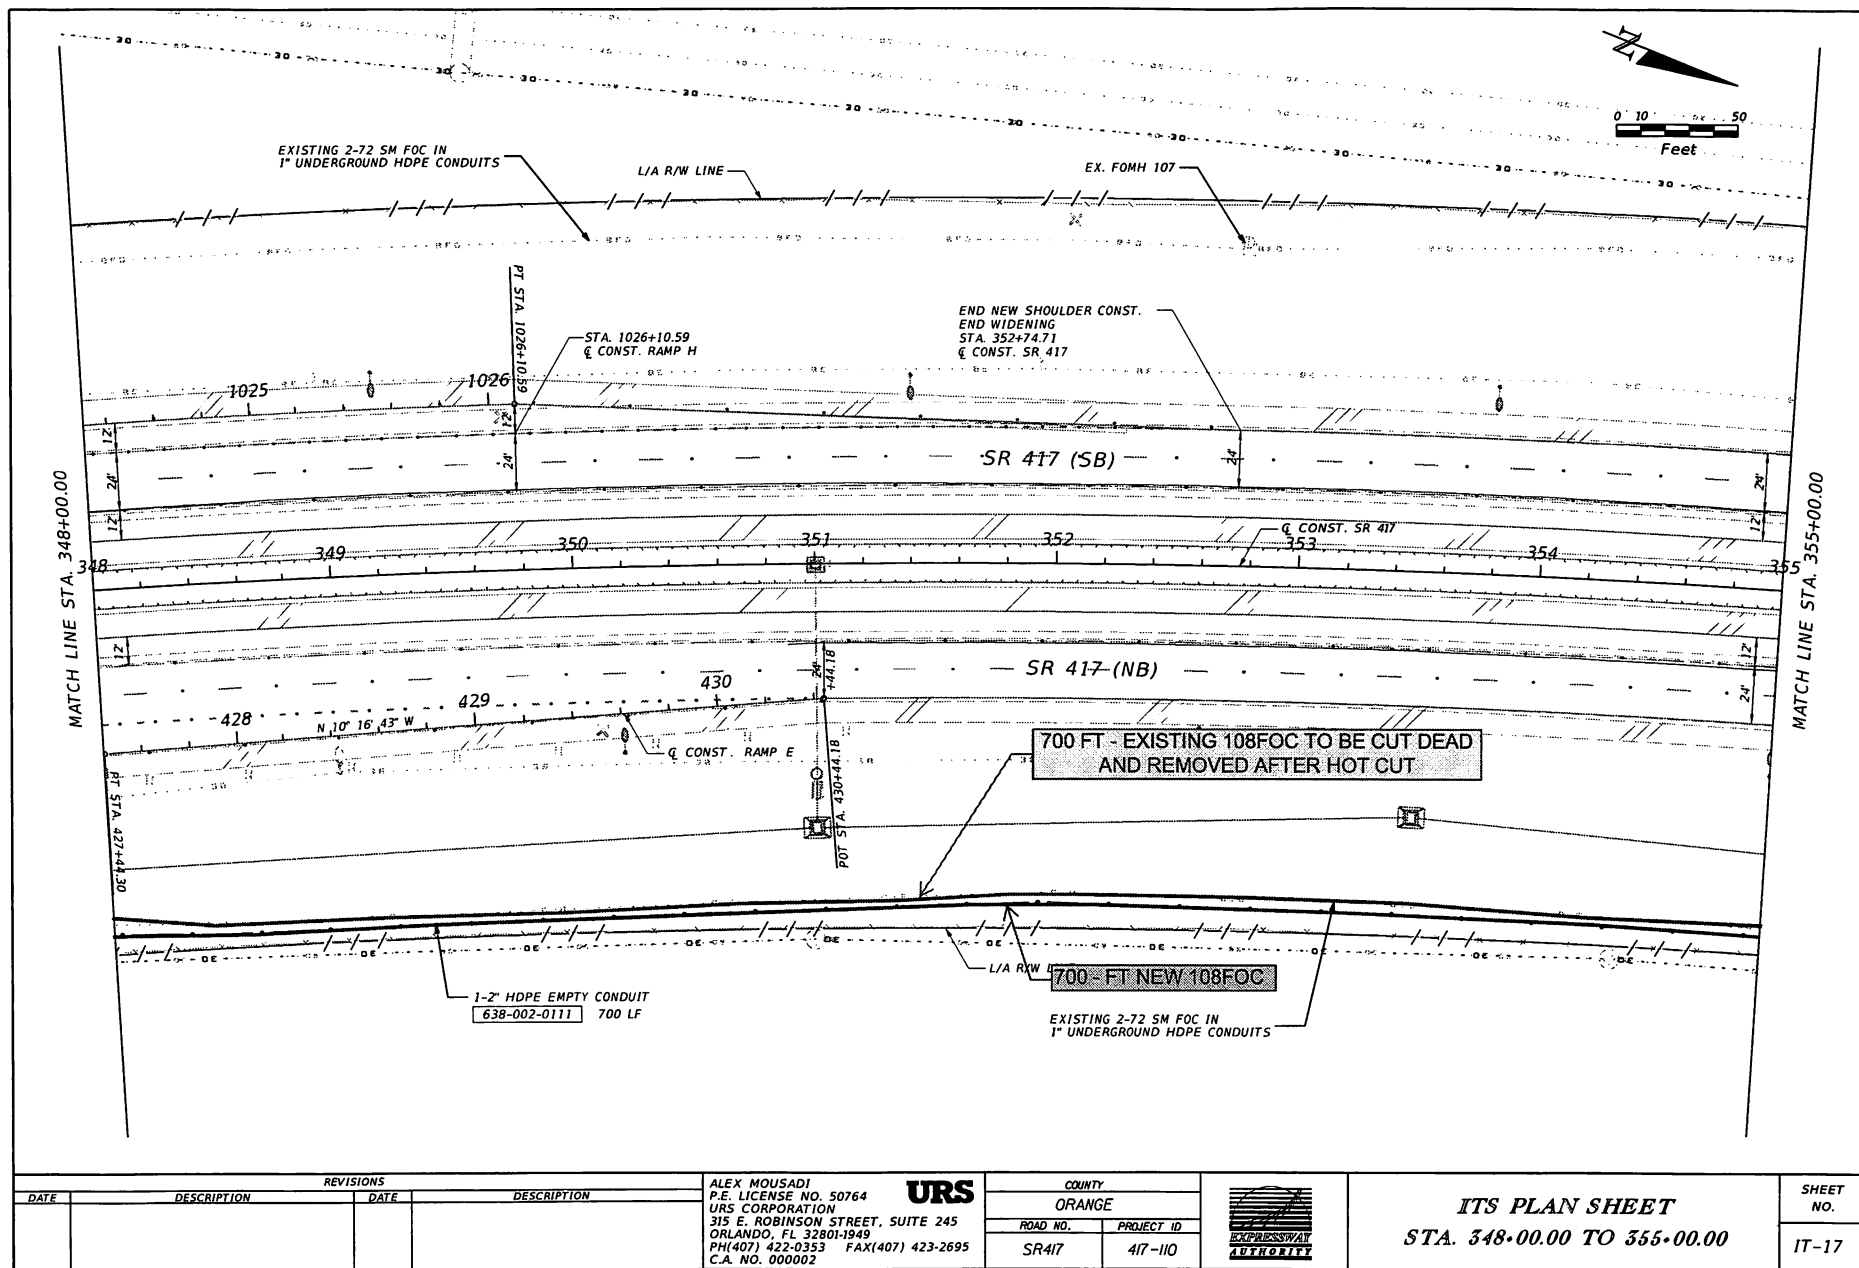 0 10 50
Feet
EXISTING 2-72 SM FOC IN
1" UNDERGROUND HDPE CONDUITS
L/A R/W LINE
EX. FOMH 107
PT STA. 1026+10.59
STA. 1026+10.59
℄ CONST. RAMP H
END NEW SHOULDER CONST.
END WIDENING
STA. 352+74.71
℄ CONST. SR 417
1025
1026
12'
24'
12'
12'
24'
24'
24'
12'
SR 417 (SB)
MATCH LINE STA. 348+00.00
MATCH LINE STA. 355+00.00
℄ CONST. SR 417
348
349
350
351
352
353
354
355
12'
24'
+44.18
12'
24'
SR 417 (NB)
428
429
430
N 10° 16' 43" W
℄ CONST. RAMP E
PT STA. 427+44.30
POT STA. 430+44.18
700 FT - EXISTING 108FOC TO BE CUT DEAD
AND REMOVED AFTER HOT CUT
L/A R/W
700 - FT NEW 108FOC
1-2" HDPE EMPTY CONDUIT
638-002-0111 700 LF
EXISTING 2-72 SM FOC IN
1" UNDERGROUND HDPE CONDUITS
REVISIONS
DATE DESCRIPTION DATE DESCRIPTION
ALEX MOUSADI
P.E. LICENSE NO. 50764
URS CORPORATION
315 E. ROBINSON STREET, SUITE 245
ORLANDO, FL 32801-1949
PH(407) 422-0353 FAX(407) 423-2695
C.A. NO. 000002
URS
COUNTY
ORANGE
ROAD NO. PROJECT ID
SR417 417-110
EXPRESSWAY
AUTHORITY
ITS PLAN SHEET
STA. 348+00.00 TO 355+00.00
SHEET
NO.
IT-17